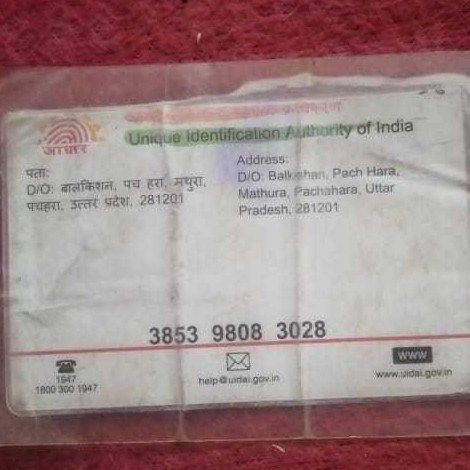 प्राधिकरण
आधार
Unique Identification Authority of India
पता:
D/O: बालकिशन, पच हरा, मथुरा,
पचहरा, उत्तर प्रदेश, 281201
Address:
D/O: Balkishan, Pach Hara,
Mathura, Pachahara, Uttar
Pradesh, 281201
3853 9808 3028
1947
1800 300 1947
help@uidai.gov.in
www
www.uidai.gov.in